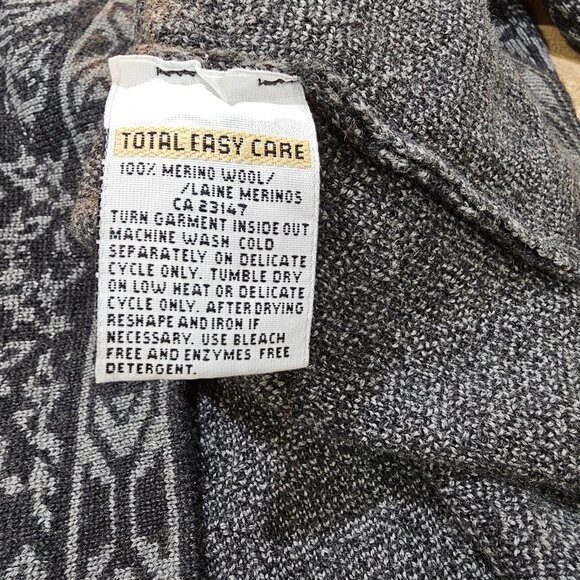 TOTAL EASY CARE
100% MERINO WOOL/
/LAINE MERINOS
CA 23147
TURN GARMENT INSIDE OUT
MACHINE WASH COLD
SEPARATELY ON DELICATE
CYCLE ONLY. TUMBLE DRY
ON LOW HEAT OR DELICATE
CYCLE ONLY. AFTER DRYING
RESHAPE AND IRON IF
NECESSARY. USE BLEACH
FREE AND ENZYMES FREE
DETERGENT.